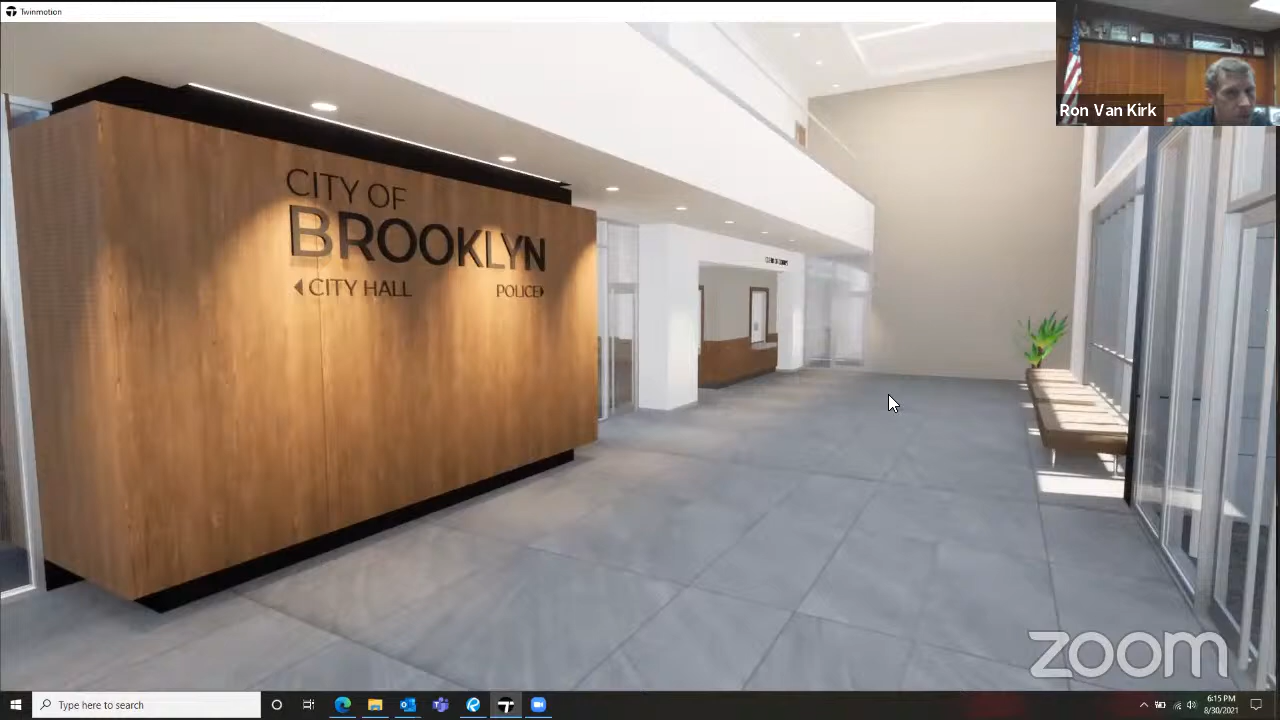 Twinmotion
Ron Van Kirk
CITY OF
BROOKLYN
CITY HALL
POLICE
zoom
Type here to search
6:15 PM
8/30/2021